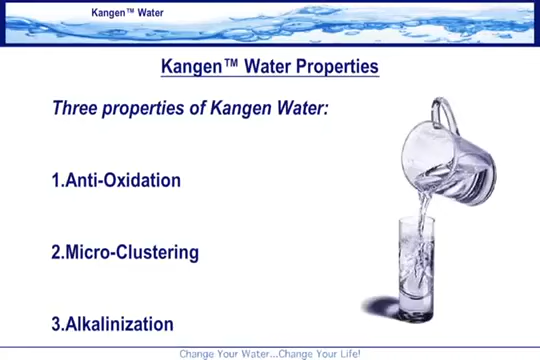 Kangen™ Water
Kangen™ Water Properties
Three properties of Kangen Water:
1.Anti-Oxidation
2.Micro-Clustering
3.Alkalinization
Change Your Water...Change Your Life!